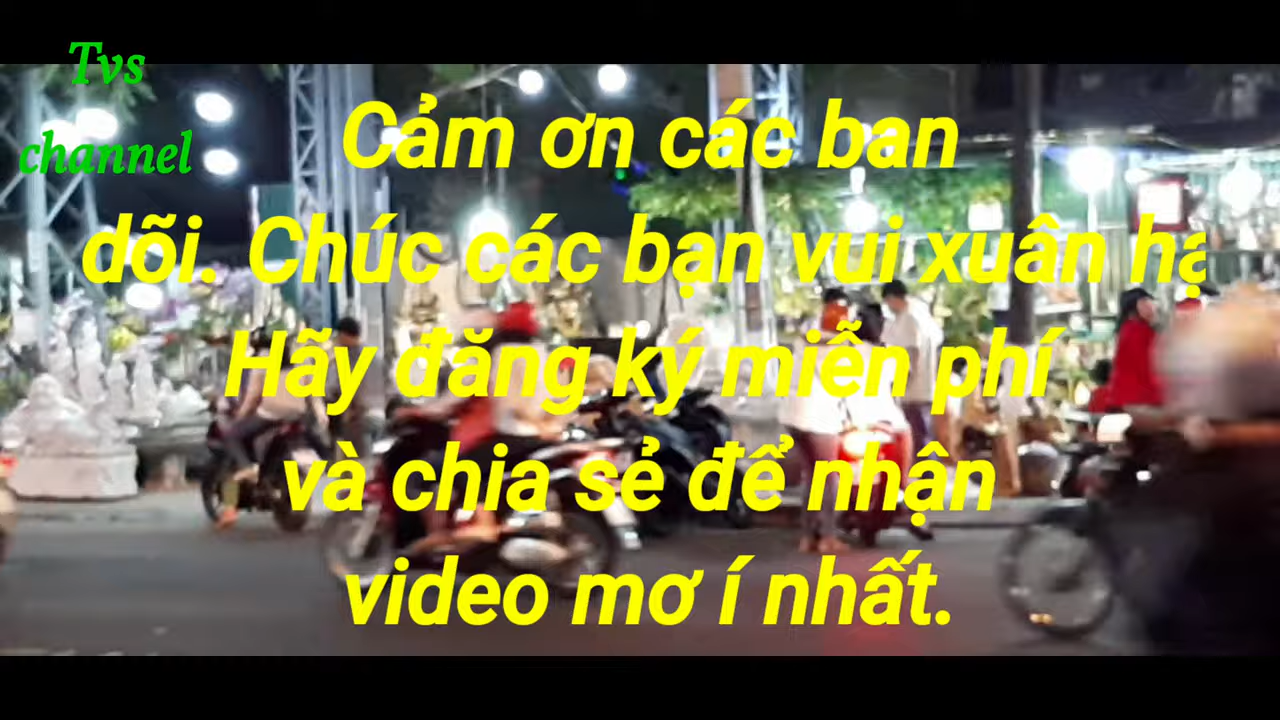 Tvs
channel
Cảm ơn các ban
dõi. Chúc các bạn vui xuân
Hãy đăng ký miễn phí
và chia sẻ để nhận
video mơ í nhất.